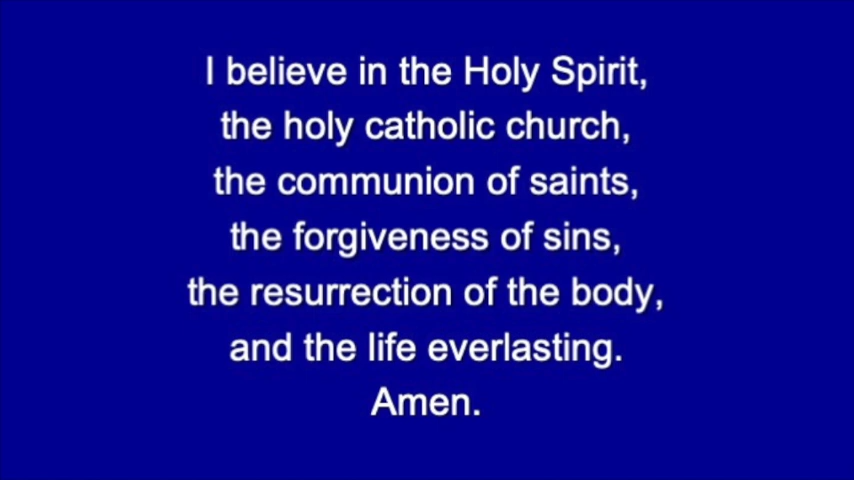 I believe in the Holy Spirit,
the holy catholic church,
the communion of saints,
the forgiveness of sins,
the resurrection of the body,
and the life everlasting.
Amen.